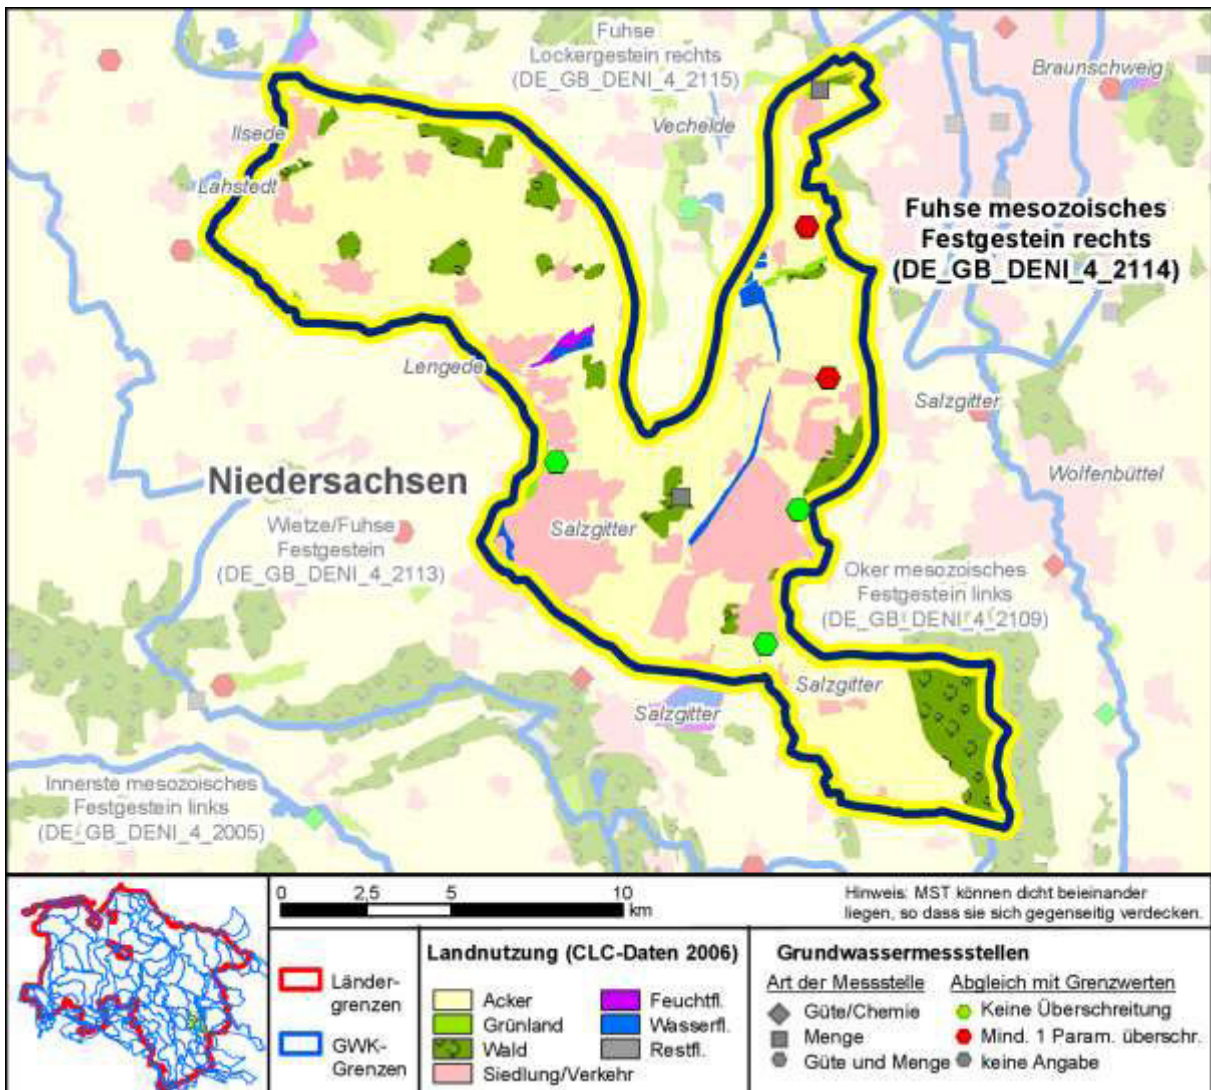 Fuhse
Lockergestein rechts
(DE_GB_DENI_4_2115)
Braunschweig
Ilsede
Vechelde
Lahstedt
Fuhse mesozoisches
Festgestein rechts
(DE_GB_DENI_4_2114)
Lengede
Salzgitter
Niedersachsen
Wolfenbüttel
Wietze/Fuhse
Festgestein
(DE_GB_DENI_4_2113)
Salzgitter
Oker mesozoisches
Festgestein links
(DE_GB_DENI_4_2109)
Salzgitter
Salzgitter
Innerste mesozoisches
Festgestein links
(DE_GB_DENI_4_2005)
0 2,5 5 10
km
Hinweis: MST können dicht beieinander
liegen, so dass sie sich gegenseitig verdecken.
Länder-
grenzen
GWK-
Grenzen
Landnutzung (CLC-Daten 2006)
Acker
Grünland
Wald
Siedlung/Verkehr
Feuchtfl.
Wasserfl.
Restfl.
Grundwassermessstellen
Art der Messstelle
Güte/Chemie
Menge
Güte und Menge
Abgleich mit Grenzwerten
Keine Überschreitung
Mind. 1 Param. überschr.
keine Angabe